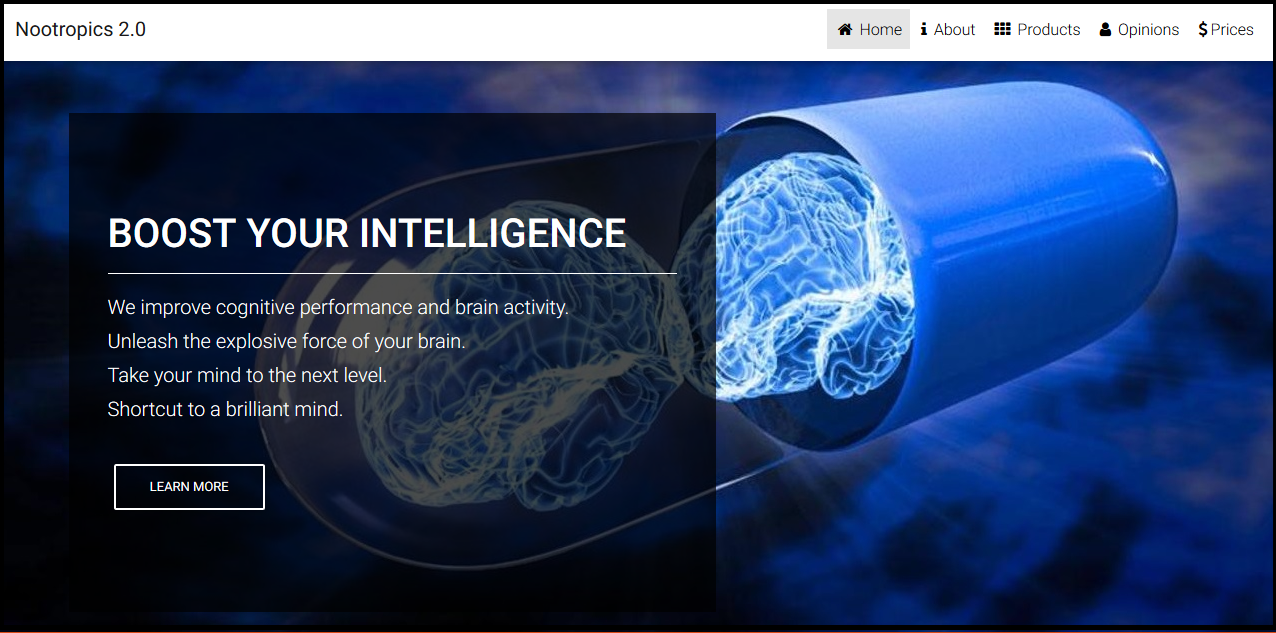 Nootropics 2.0
Home About Products Opinions $ Prices
BOOST YOUR INTELLIGENCE
We improve cognitive performance and brain activity.
Unleash the explosive force of your brain.
Take your mind to the next level.
Shortcut to a brilliant mind.
LEARN MORE